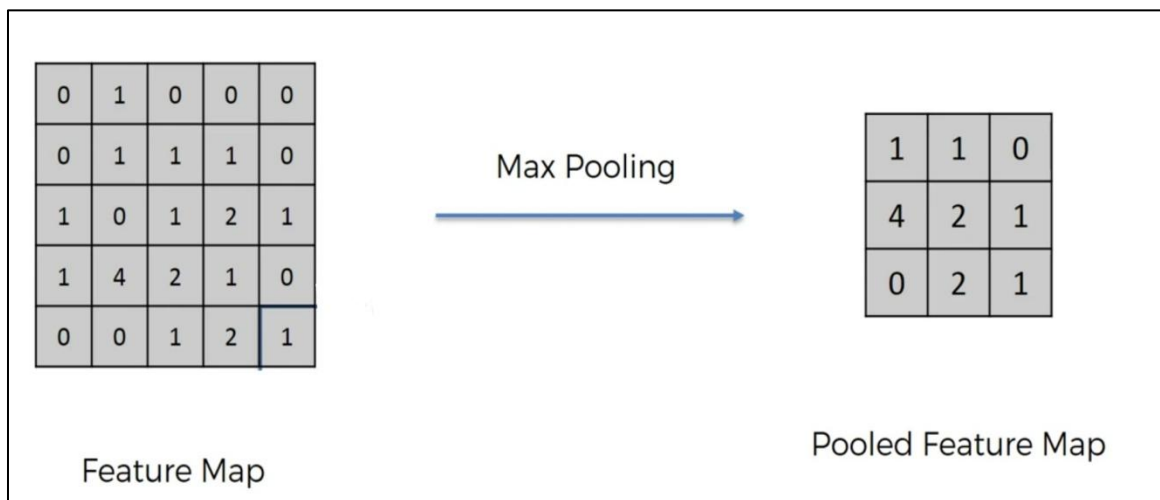 0 1 0 0 0
0 1 1 1 0
1 0 1 2 1
1 4 2 1 0
0 0 1 2 1
Feature Map
Max Pooling
1 1 0
4 2 1
0 2 1
Pooled Feature Map